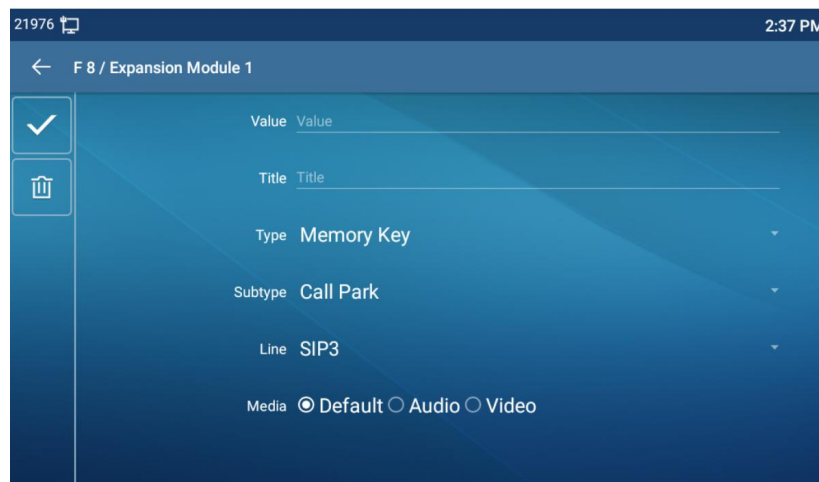 21976 2:37 PM
F 8 / Expansion Module 1
Value Value
Title Title
Type Memory Key
Subtype Call Park
Line SIP3
Media Default Audio Video